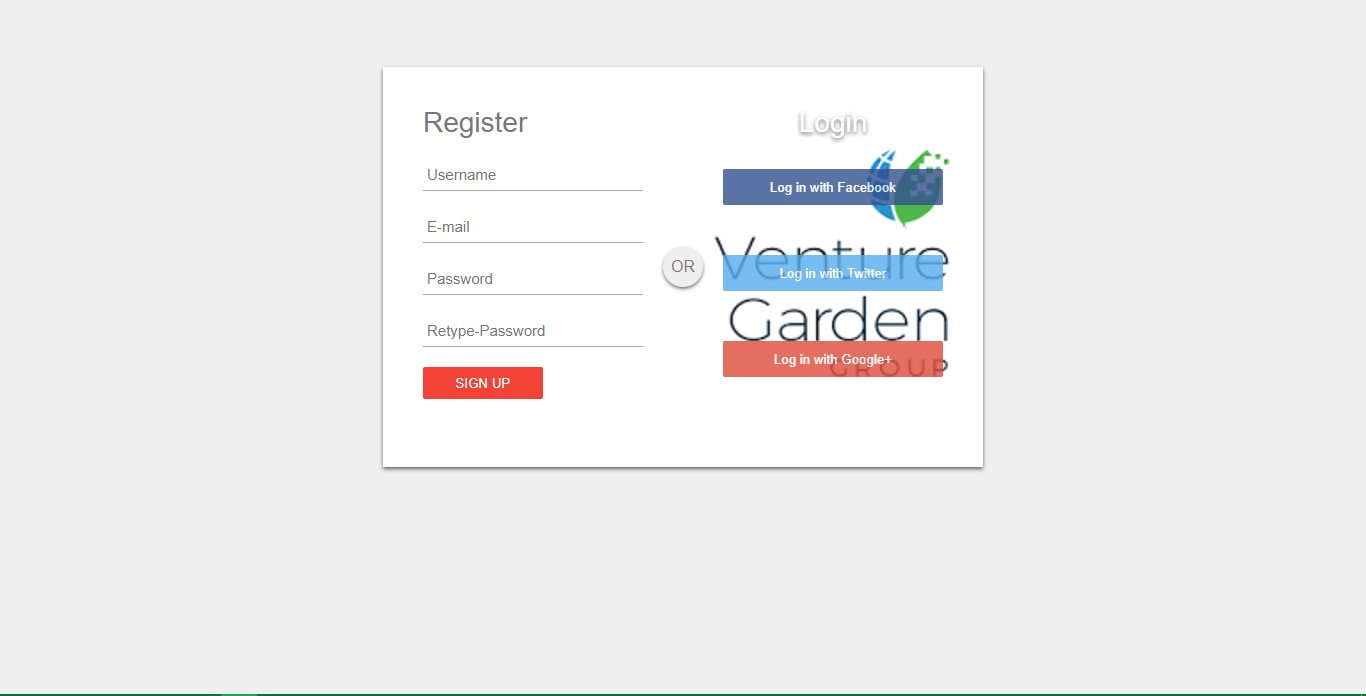 Register
Username
E-mail
Password
Retype-Password
SIGN UP
OR
Login
Log in with Facebook
Venture
Log in with Twitter
Garden
Log in with Google+
GROUP